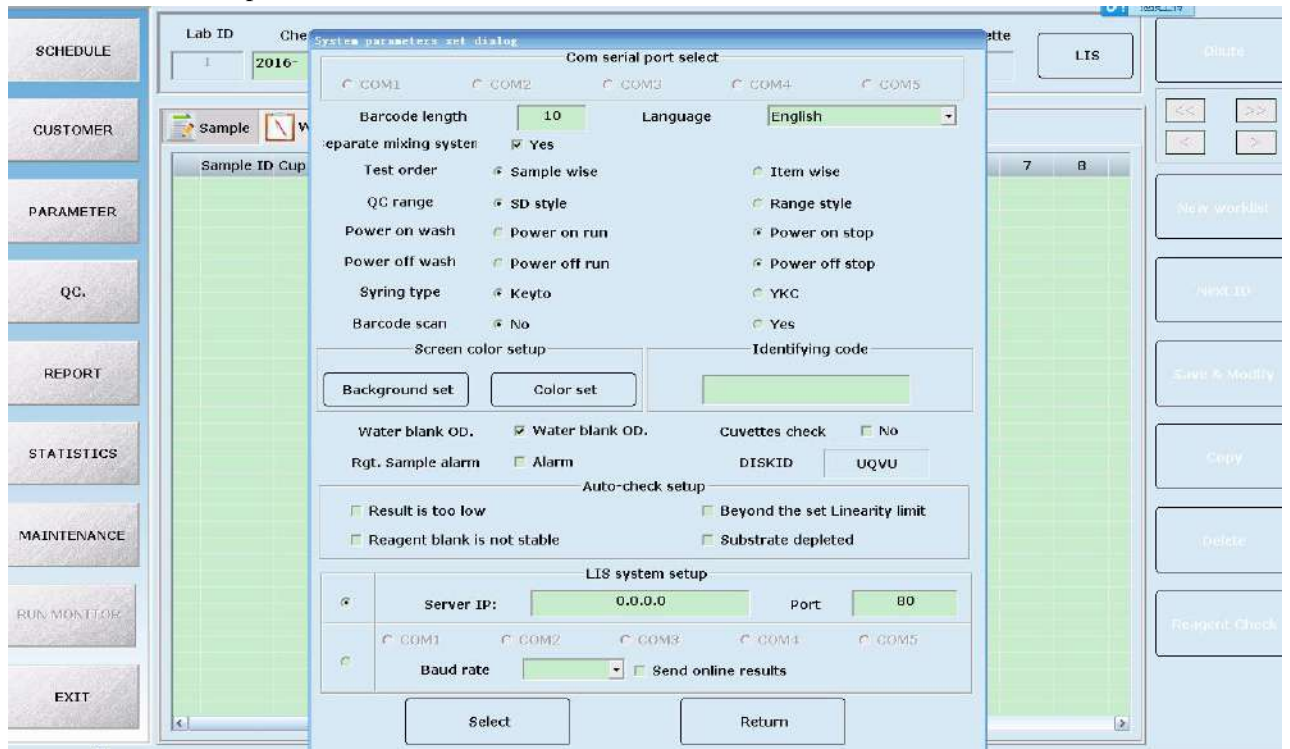 SCHEDULE
CUSTOMER
PARAMETER
QC.
REPORT
STATISTICS
MAINTENANCE
RUN MONITOR
EXIT
Lab ID
1
2016-
LIS
Sample
Sample ID Cup
7 8
System parameters set dialog
Com serial port select
COM1 COM2 COM3 COM4 COM5
Barcode length 10 Language English
eparate mixing system Yes
Test order Sample wise Item wise
QC range SD style Range style
Power on wash Power on run Power on stop
Power off wash Power off run Power off stop
Syring type Keyto YKC
Barcode scan No Yes
Screen color setup Identifying code
Background set Color set
Water blank OD. Water blank OD. Cuvettes check No
Rgt. Sample alarm Alarm DISKID UQVU
Auto-check setup
Result is too low Beyond the set Linearity limit
Reagent blank is not stable Substrate depleted
LIS system setup
Server IP: 0.0.0.0 Port 80
COM1 COM2 COM3 COM4 COM5
Baud rate Send online results
Select Return
Dilute
<< >>
< >
New worklist
Next ID
Save & Modify
Copy
Delete
Reagent Check